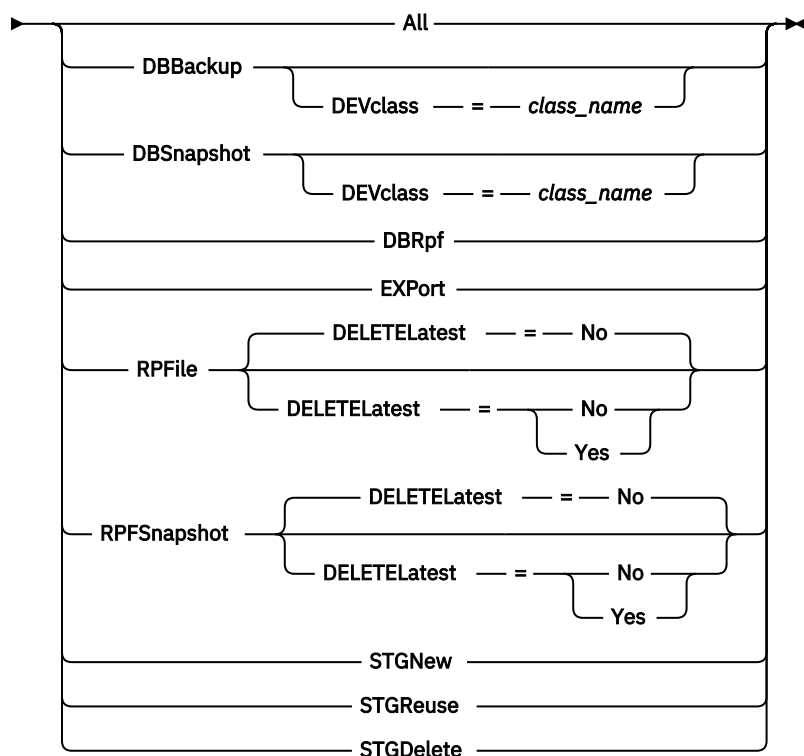 All
DBBackup
DEVclass = class_name
DBSnapshot
DEVclass = class_name
DBRpf
EXPort
DELETELatest = No
RPFile
DELETELatest = No
Yes
DELETELatest = No
RPFSnapshot
DELETELatest = No
Yes
STGNew
STGReuse
STGDelete